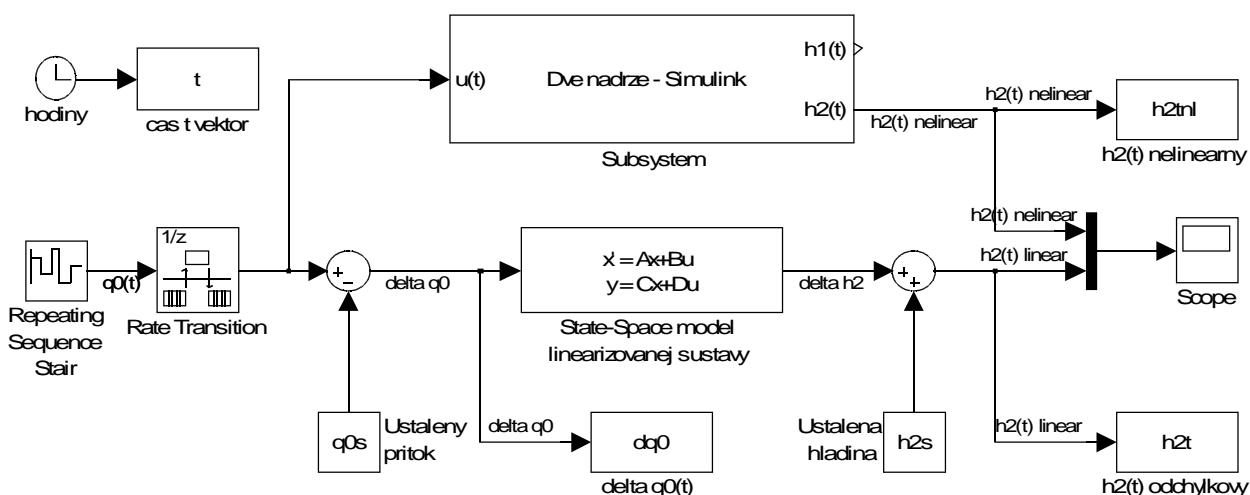 t
hodiny
cas t vektor
u(t)
Dve nadrze - Simulink
h1(t)
h2(t)
Subsystem
h2(t) nelinear
h2(t) nelinear
h2tnl
h2(t) nelinearny
h2(t) nelinear
h2(t) linear
Scope
Repeating
Sequence
Stair
q0(t)
1/z
Rate Transition
+
−
delta q0
x' = Ax+Bu
y = Cx+Du
State-Space model
linearizovanej sustavy
delta h2
+
+
q0s
Ustaleny
pritok
delta q0
dq0
delta q0(t)
Ustalena
hladina
h2s
h2(t) linear
h2t
h2(t) odchylkovy